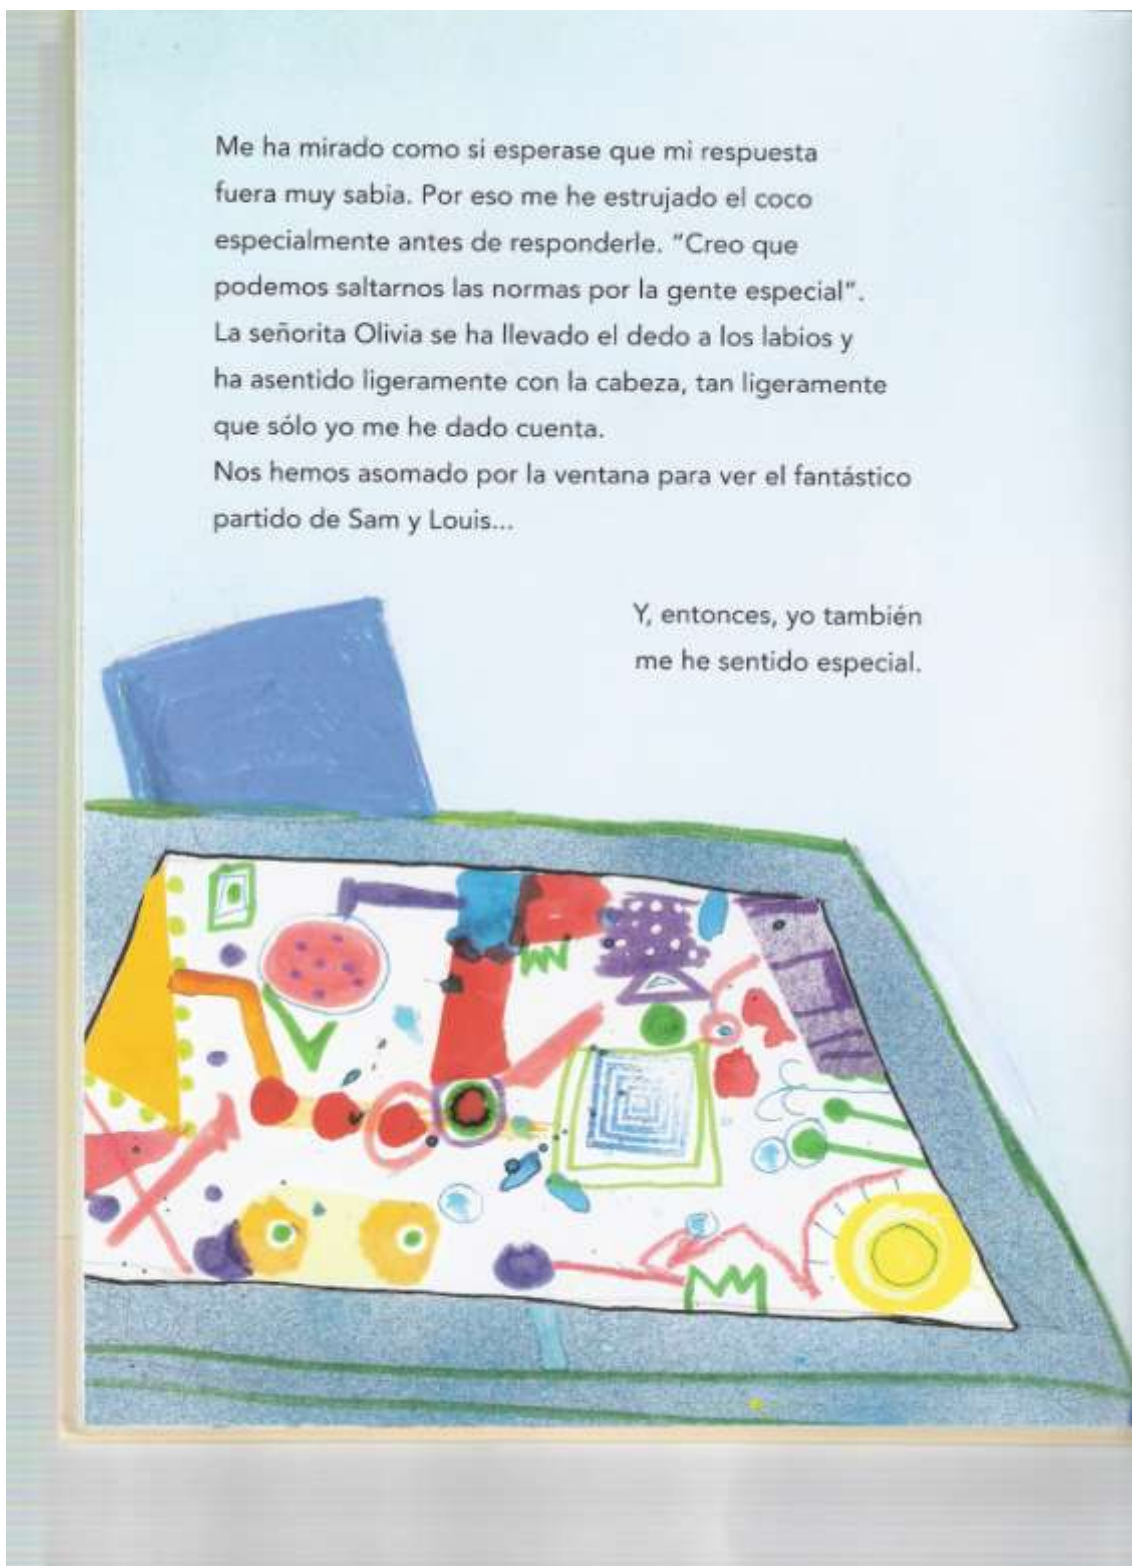 Me ha mirado como si esperase que mi respuesta
fuera muy sabia. Por eso me he estrujado el coco
especialmente antes de responderle. “Creo que
podemos saltarnos las normas por la gente especial”.
La señorita Olivia se ha llevado el dedo a los labios y
ha asentido ligeramente con la cabeza, tan ligeramente
que sólo yo me he dado cuenta.
Nos hemos asomado por la ventana para ver el fantástico
partido de Sam y Louis...
Y, entonces, yo también
me he sentido especial.